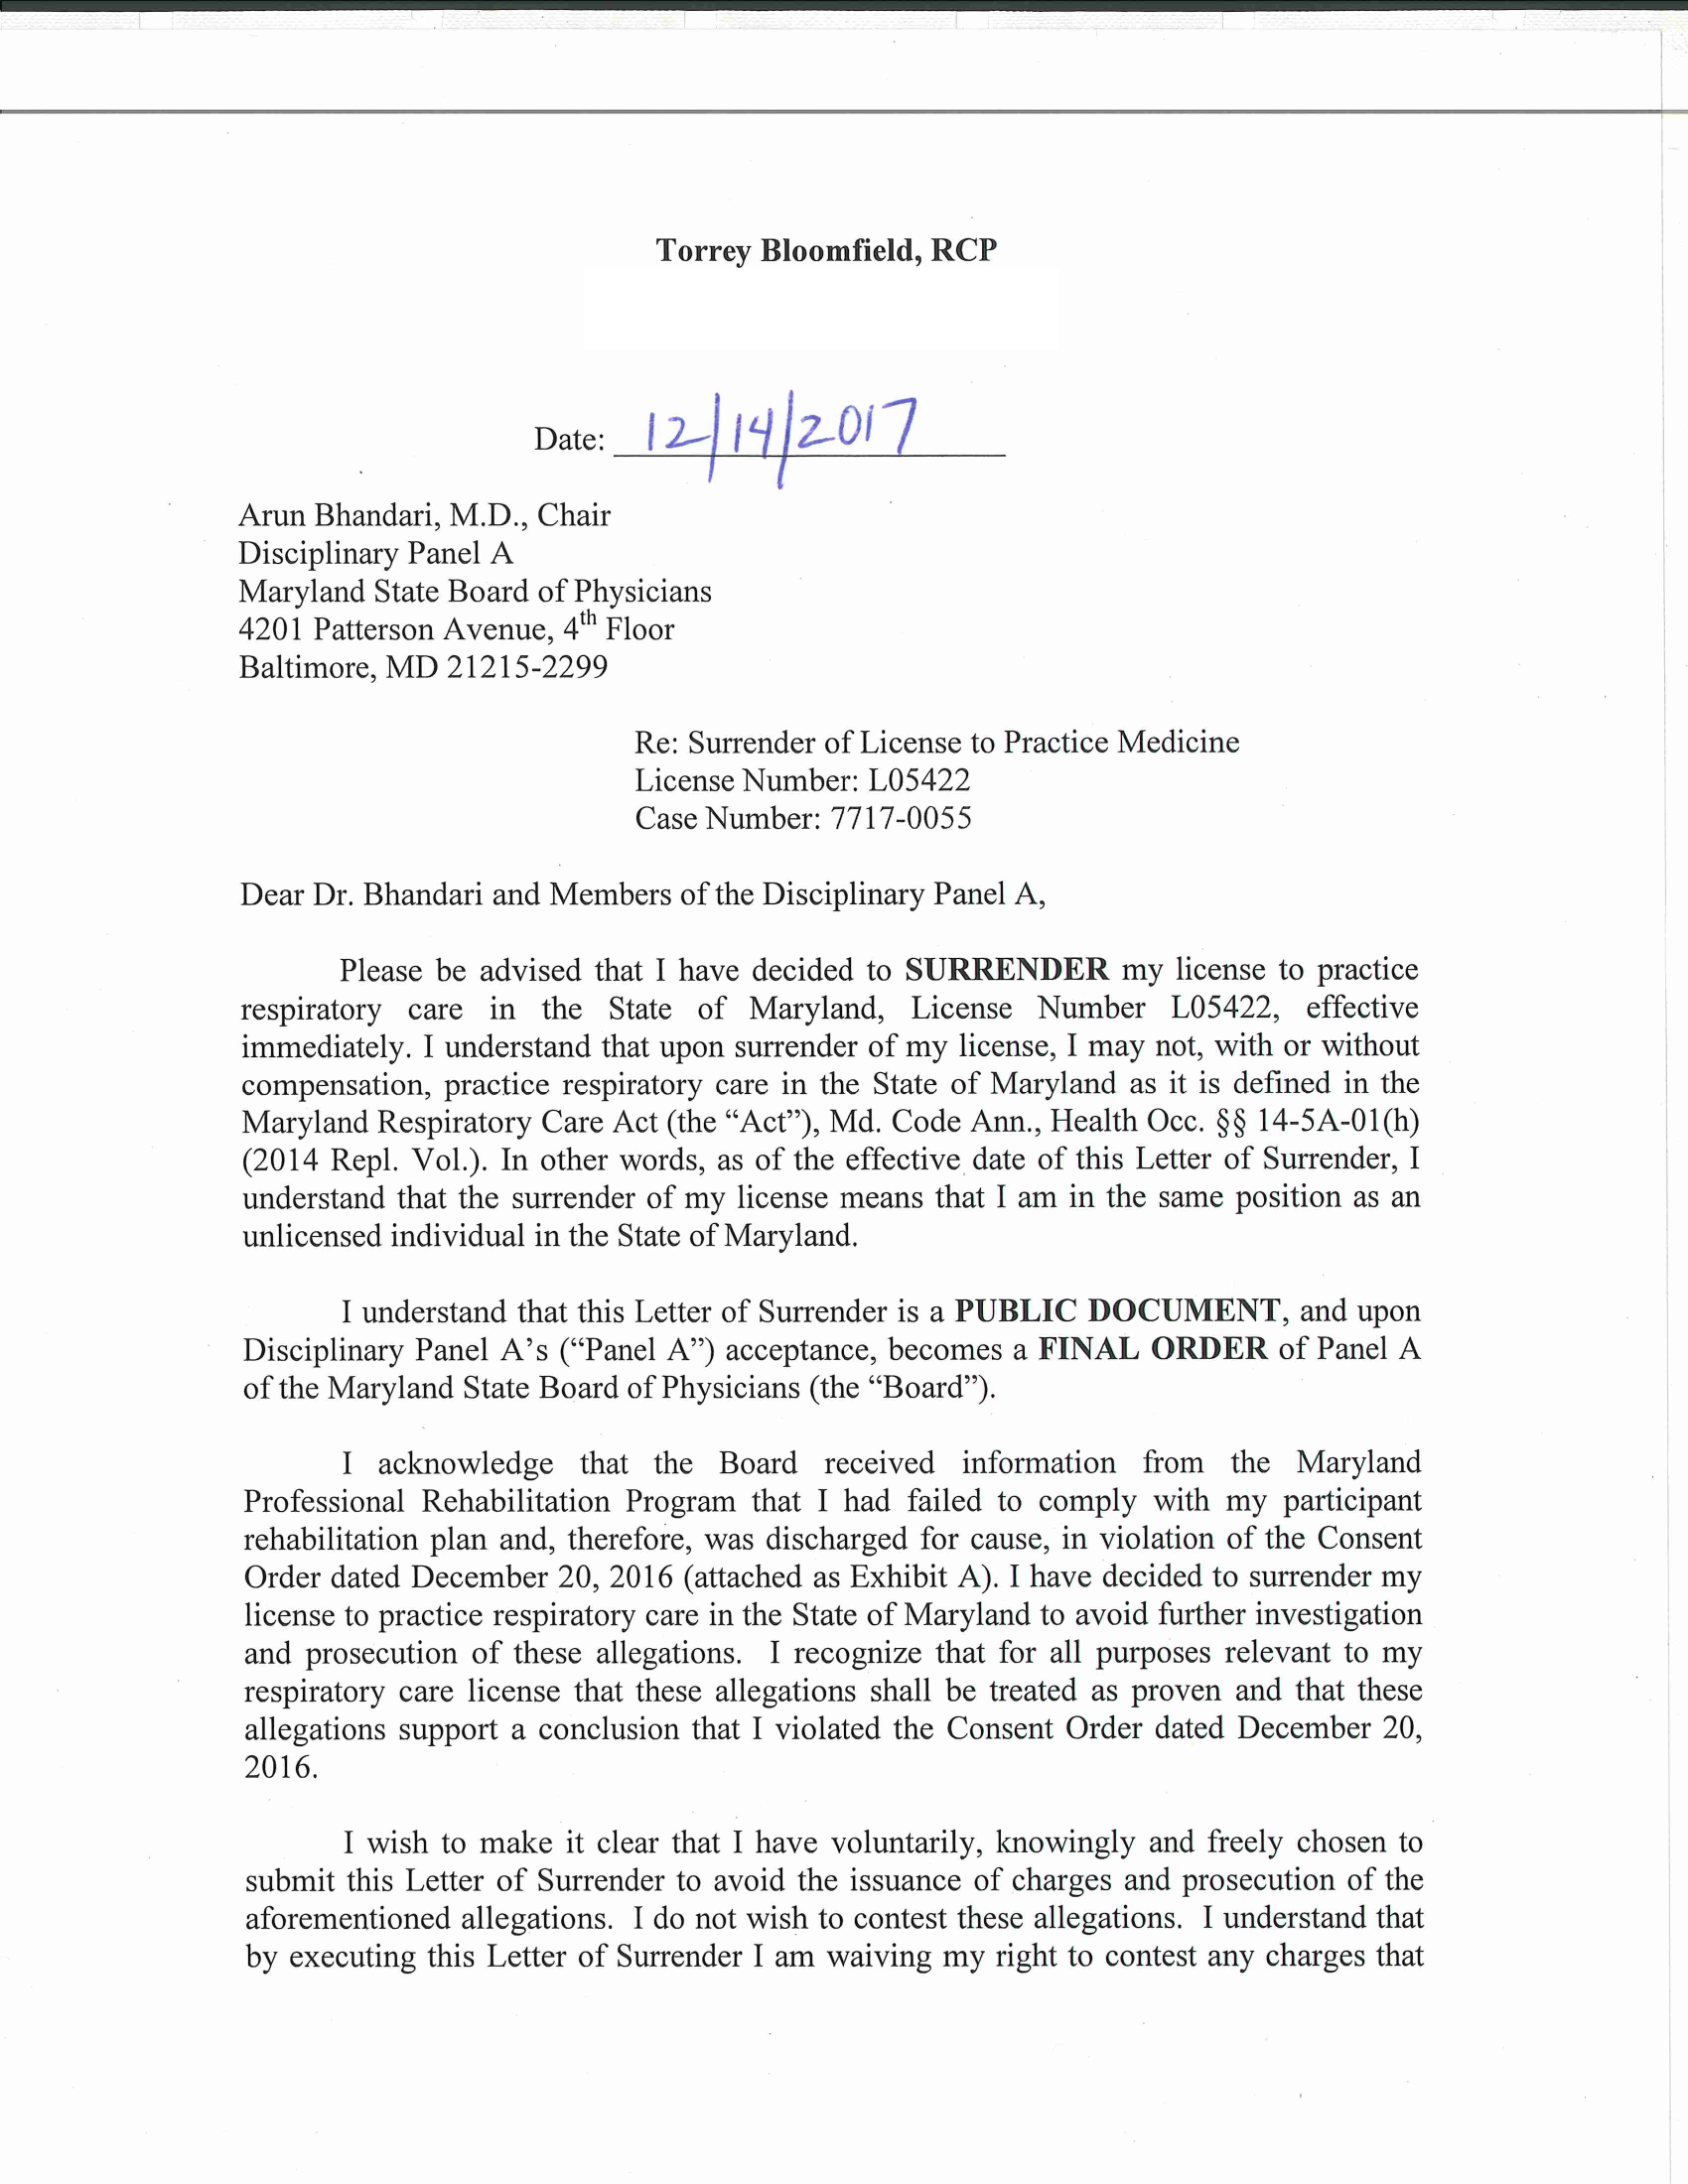 Torrey Bloomfield, RCP
Date: 12/14/2017
Arun Bhandari, M.D., Chair
Disciplinary Panel A
Maryland State Board of Physicians
4201 Patterson Avenue, 4th Floor
Baltimore, MD 21215-2299
Re: Surrender of License to Practice Medicine
License Number: L05422
Case Number: 7717-0055
Dear Dr. Bhandari and Members of the Disciplinary Panel A,
Please be advised that I have decided to SURRENDER my license to practice
respiratory care in the State of Maryland, License Number L05422, effective
immediately. I understand that upon surrender of my license, I may not, with or without
compensation, practice respiratory care in the State of Maryland as it is defined in the
Maryland Respiratory Care Act (the “Act”), Md. Code Ann., Health Occ. §§ 14-5A-01(h)
(2014 Repl. Vol.). In other words, as of the effective date of this Letter of Surrender, I
understand that the surrender of my license means that I am in the same position as an
unlicensed individual in the State of Maryland.
I understand that this Letter of Surrender is a PUBLIC DOCUMENT, and upon
Disciplinary Panel A’s (“Panel A”) acceptance, becomes a FINAL ORDER of Panel A
of the Maryland State Board of Physicians (the “Board”).
I acknowledge that the Board received information from the Maryland
Professional Rehabilitation Program that I had failed to comply with my participant
rehabilitation plan and, therefore, was discharged for cause, in violation of the Consent
Order dated December 20, 2016 (attached as Exhibit A). I have decided to surrender my
license to practice respiratory care in the State of Maryland to avoid further investigation
and prosecution of these allegations. I recognize that for all purposes relevant to my
respiratory care license that these allegations shall be treated as proven and that these
allegations support a conclusion that I violated the Consent Order dated December 20,
2016.
I wish to make it clear that I have voluntarily, knowingly and freely chosen to
submit this Letter of Surrender to avoid the issuance of charges and prosecution of the
aforementioned allegations. I do not wish to contest these allegations. I understand that
by executing this Letter of Surrender I am waiving my right to contest any charges that